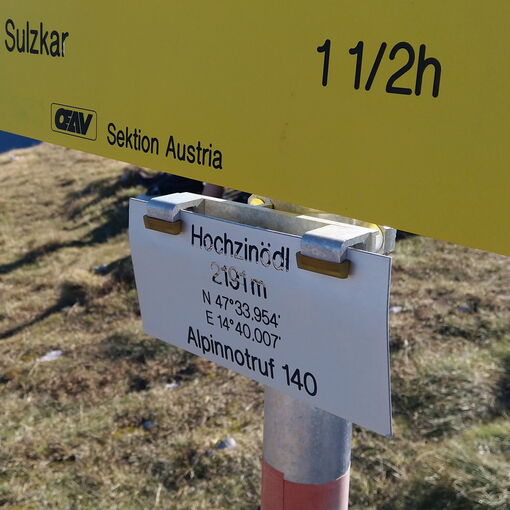 Sulzkar 1 1/2h
OEAV Sektion Austria
Hochzinödl
2191m
N 47°33.954'
E 14°40.007'
Alpinnotruf 140